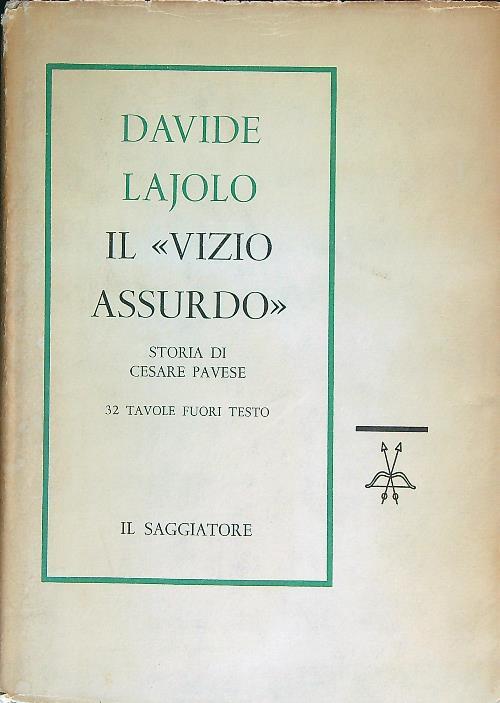 DAVIDE
LAJOLO
IL «VIZIO
ASSURDO»
STORIA DI
CESARE PAVESE
32 TAVOLE FUORI TESTO
IL SAGGIATORE